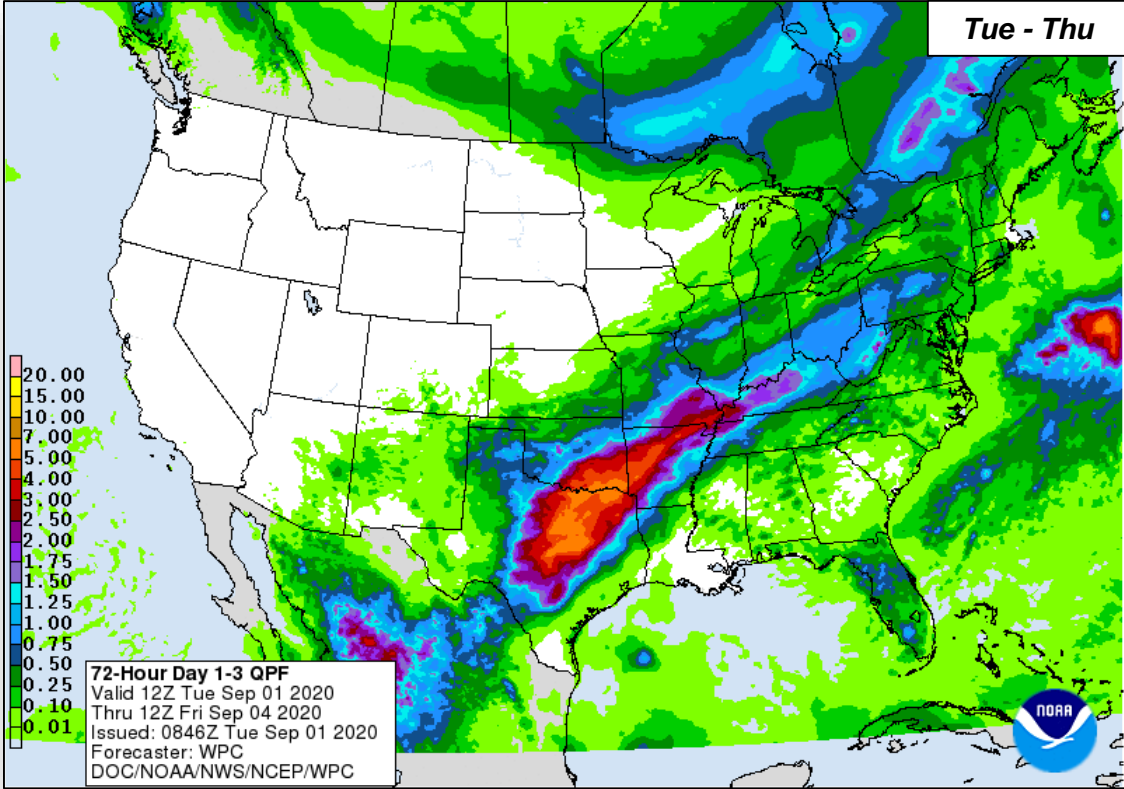 Tue - Thu
20.00
15.00
10.00
7.00
5.00
4.00
3.00
2.50
2.00
1.75
1.50
1.25
1.00
0.75
0.50
0.25
0.10
0.01
72-Hour Day 1-3 QPF
Valid 12Z Tue Sep 01 2020
Thru 12Z Fri Sep 04 2020
Issued: 0846Z Tue Sep 01 2020
Forecaster: WPC
DOC/NOAA/NWS/NCEP/WPC
NOAA